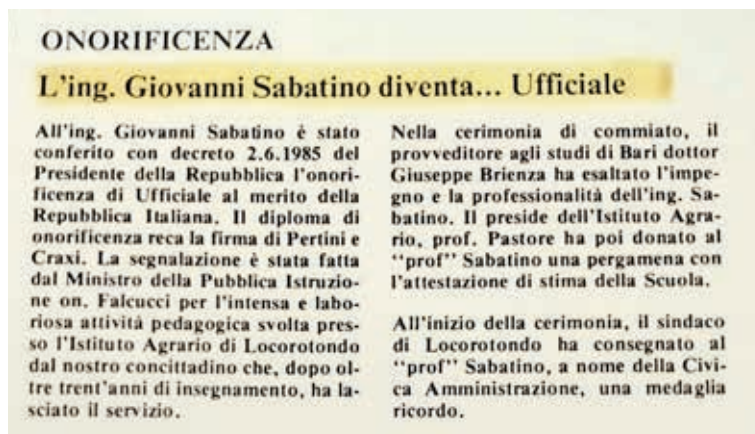 ONORIFICENZA
L'ing. Giovanni Sabatino diventa... Ufficiale
All'ing. Giovanni Sabatino è stato
conferito con decreto 2.6.1985 del
Presidente della Repubblica l'onori-
ficenza di Ufficiale al merito della
Repubblica Italiana. Il diploma di
onorificenza reca la firma di Pertini e
Craxi. La segnalazione è stata fatta
dal Ministro della Pubblica Istruzio-
ne on. Falcucci per l'intensa e labo-
riosa attività pedagogica svolta pres-
so l'Istituto Agrario di Locorotondo
dal nostro concittadino che, dopo ol-
tre trent'anni di insegnamento, ha la-
sciato il servizio.
Nella cerimonia di commiato, il
provveditore agli studi di Bari dottor
Giuseppe Brienza ha esaltato l'impe-
gno e la professionalità dell'ing. Sa-
batino. Il preside dell'Istituto Agra-
rio, prof. Pastore ha poi donato al
"prof" Sabatino una pergamena con
l'attestazione di stima della Scuola.
All'inizio della cerimonia, il sindaco
di Locorotondo ha consegnato al
"prof" Sabatino, a nome della Civi-
ca Amministrazione, una medaglia
ricordo.